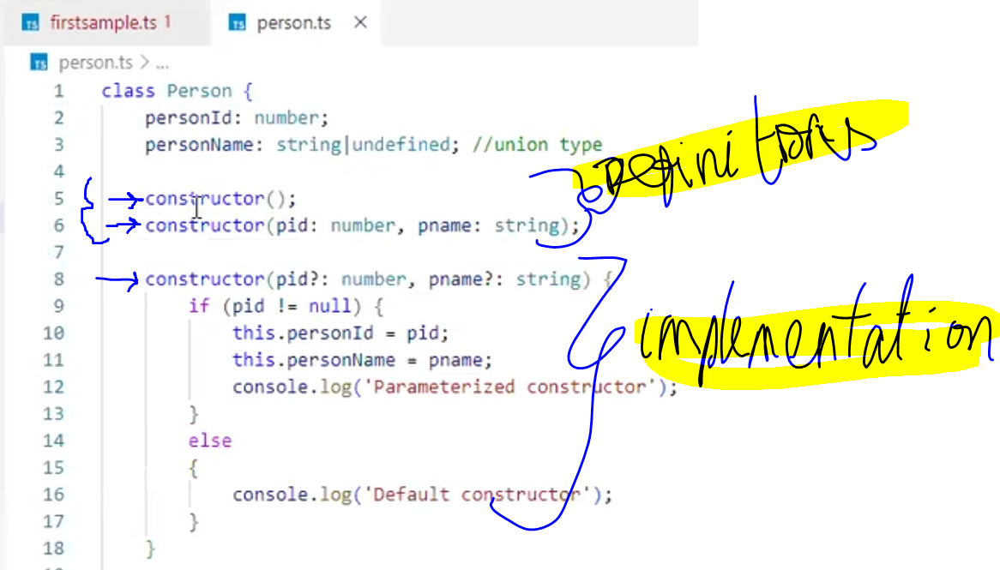 TS firstsample.ts 1 TS person.ts ×
TS person.ts > ...
1 class Person {
2 personId: number;
3 personName: string|undefined; //union type
4
5 constructor();
6 constructor(pid: number, pname: string);
Definitions
7
8 constructor(pid?: number, pname?: string) {
9 if (pid != null) {
10 this.personId = pid;
implementation
11 this.personName = pname;
12 console.log('Parameterized constructor');
13 }
14 else
15 {
16 console.log('Default constructor');
17 }
18 }